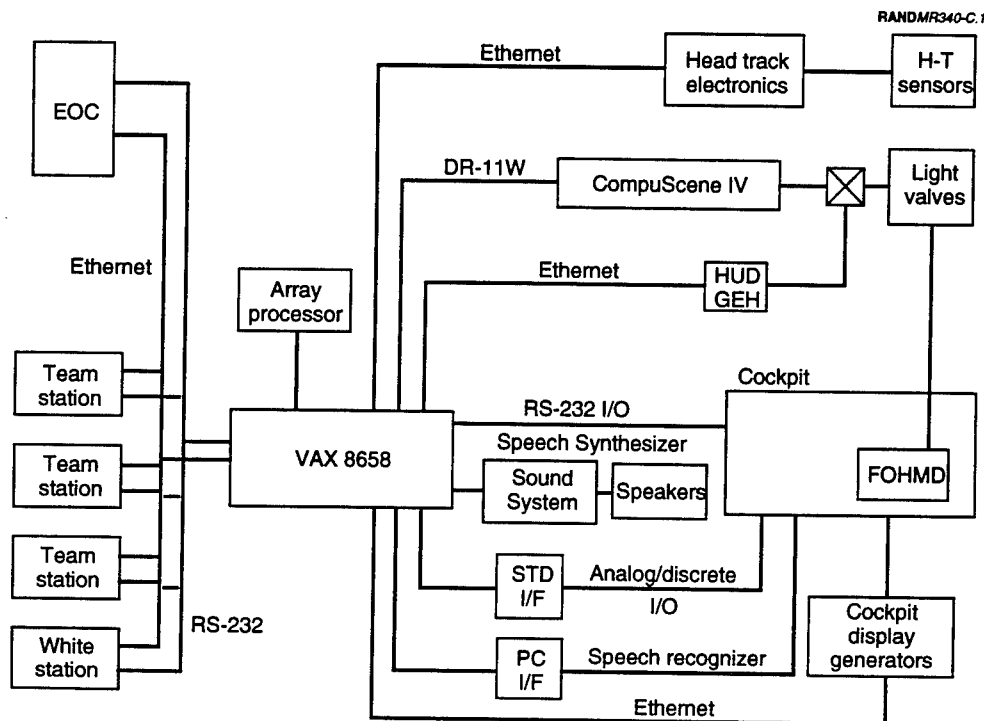 RANDMR340-C.1
EOC
Ethernet
Head track
electronics
H-T
sensors
DR-11W
CompuScene IV
Light
valves
Ethernet
Ethernet
HUD
GEH
Array
processor
Team
station
Cockpit
RS-232 I/O
VAX 8658
Speech Synthesizer
Team
station
Sound
System
Speakers
FOHMD
Team
station
STD
I/F
Analog/discrete
I/O
RS-232
White
station
PC
I/F
Speech recognizer
Cockpit
display
generators
Ethernet